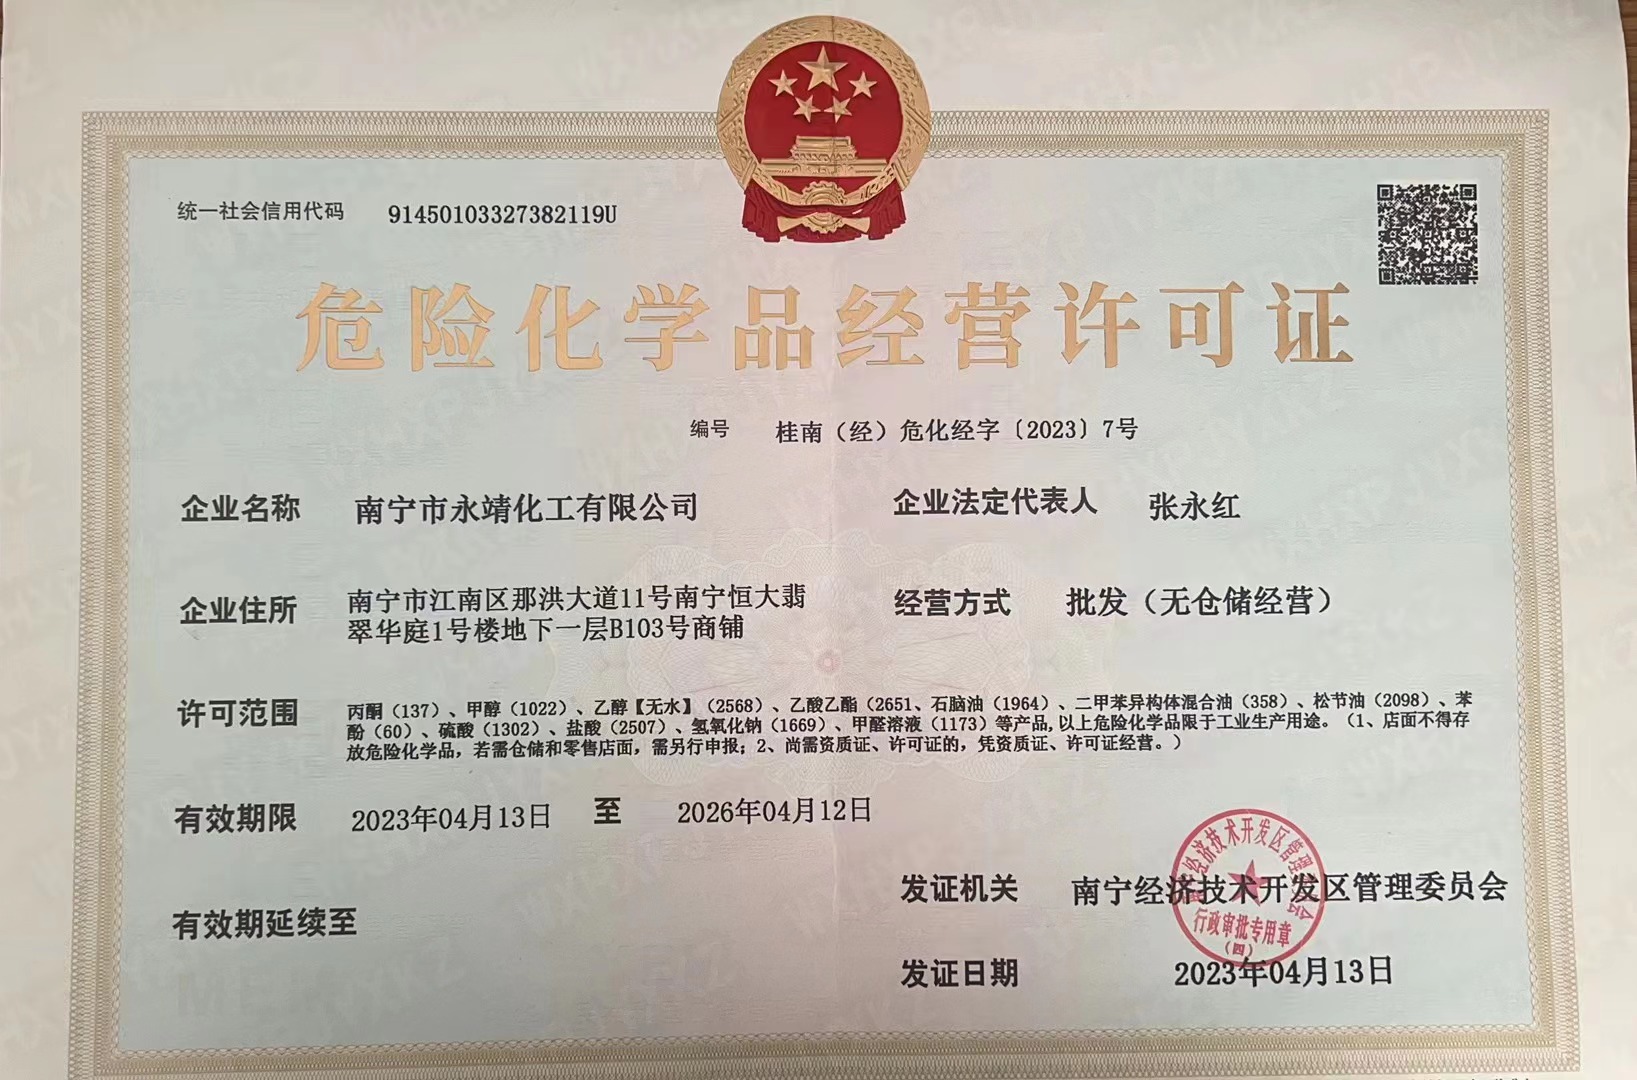 统一社会信用代码 91450103327382119U
危险化学品经营许可证
编号 桂南（经）危化经字〔2023〕7号
企业名称 南宁市永靖化工有限公司
企业法定代表人 张永红
企业住所 南宁市江南区那洪大道11号南宁恒大翡
翠华庭1号楼地下一层B103号商铺
经营方式 批发（无仓储经营）
许可范围 丙酮（137）、甲醇（1022）、乙醇【无水】（2568）、乙酸乙酯（2651、石脑油（1964）、二甲苯异构体混合油（358）、松节油（2098）、苯
酚（60）、硫酸（1302）、盐酸（2507）、氢氧化钠（1669）、甲醛溶液（1173）等产品,以上危险化学品限于工业生产用途。（1、店面不得存
放危险化学品，若需仓储和零售店面，需另行申报；2、尚需资质证、许可证的，凭资质证、许可证经营。）
有效期限 2023年04月13日 至 2026年04月12日
有效期延续至
发证机关 南宁经济技术开发区管理委员会
行政审批专用章
（四）
发证日期 2023年04月13日